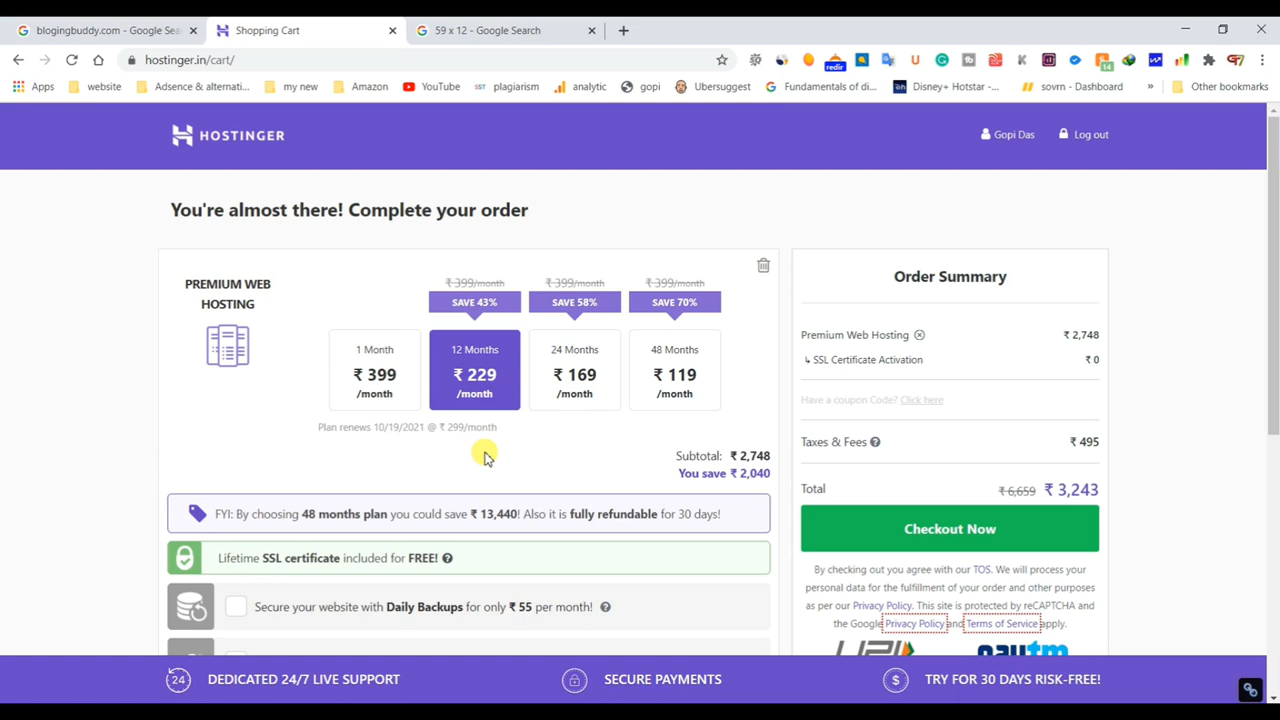 blogingbuddy.com - Google Sea
Shopping Cart
59 x 12 - Google Search
hostinger.in/cart/
redir
14
Apps
website
Adsence & alternati...
my new
Amazon
YouTube
plagiarism
analytic
gopi
Ubersuggest
Fundamentals of di...
Disney+ Hotstar -...
sovrn - Dashboard
»
Other bookmarks
HOSTINGER
Gopi Das
Log out
You're almost there! Complete your order
PREMIUM WEB
HOSTING
₹ 399/month
₹ 399/month
₹ 399/month
SAVE 43%
SAVE 58%
SAVE 70%
1 Month
₹ 399
/month
12 Months
₹ 229
/month
24 Months
₹ 169
/month
48 Months
₹ 119
/month
Plan renews 10/19/2021 @ ₹ 299/month
Subtotal: ₹ 2,748
You save ₹ 2,040
FYI: By choosing 48 months plan you could save ₹ 13,440! Also it is fully refundable for 30 days!
Lifetime SSL certificate included for FREE!
Secure your website with Daily Backups for only ₹ 55 per month!
Order Summary
Premium Web Hosting ₹ 2,748
SSL Certificate Activation ₹ 0
Have a coupon Code? Click here
Taxes & Fees ₹ 495
Total ₹ 6,659 ₹ 3,243
Checkout Now
By checking out you agree with our TOS. We will process your
personal data for the fulfillment of your order and other purposes
as per our Privacy Policy. This site is protected by reCAPTCHA and
the Google Privacy Policy and Terms of Service apply.
UPI
paytm
24 DEDICATED 24/7 LIVE SUPPORT
SECURE PAYMENTS
$ TRY FOR 30 DAYS RISK-FREE!